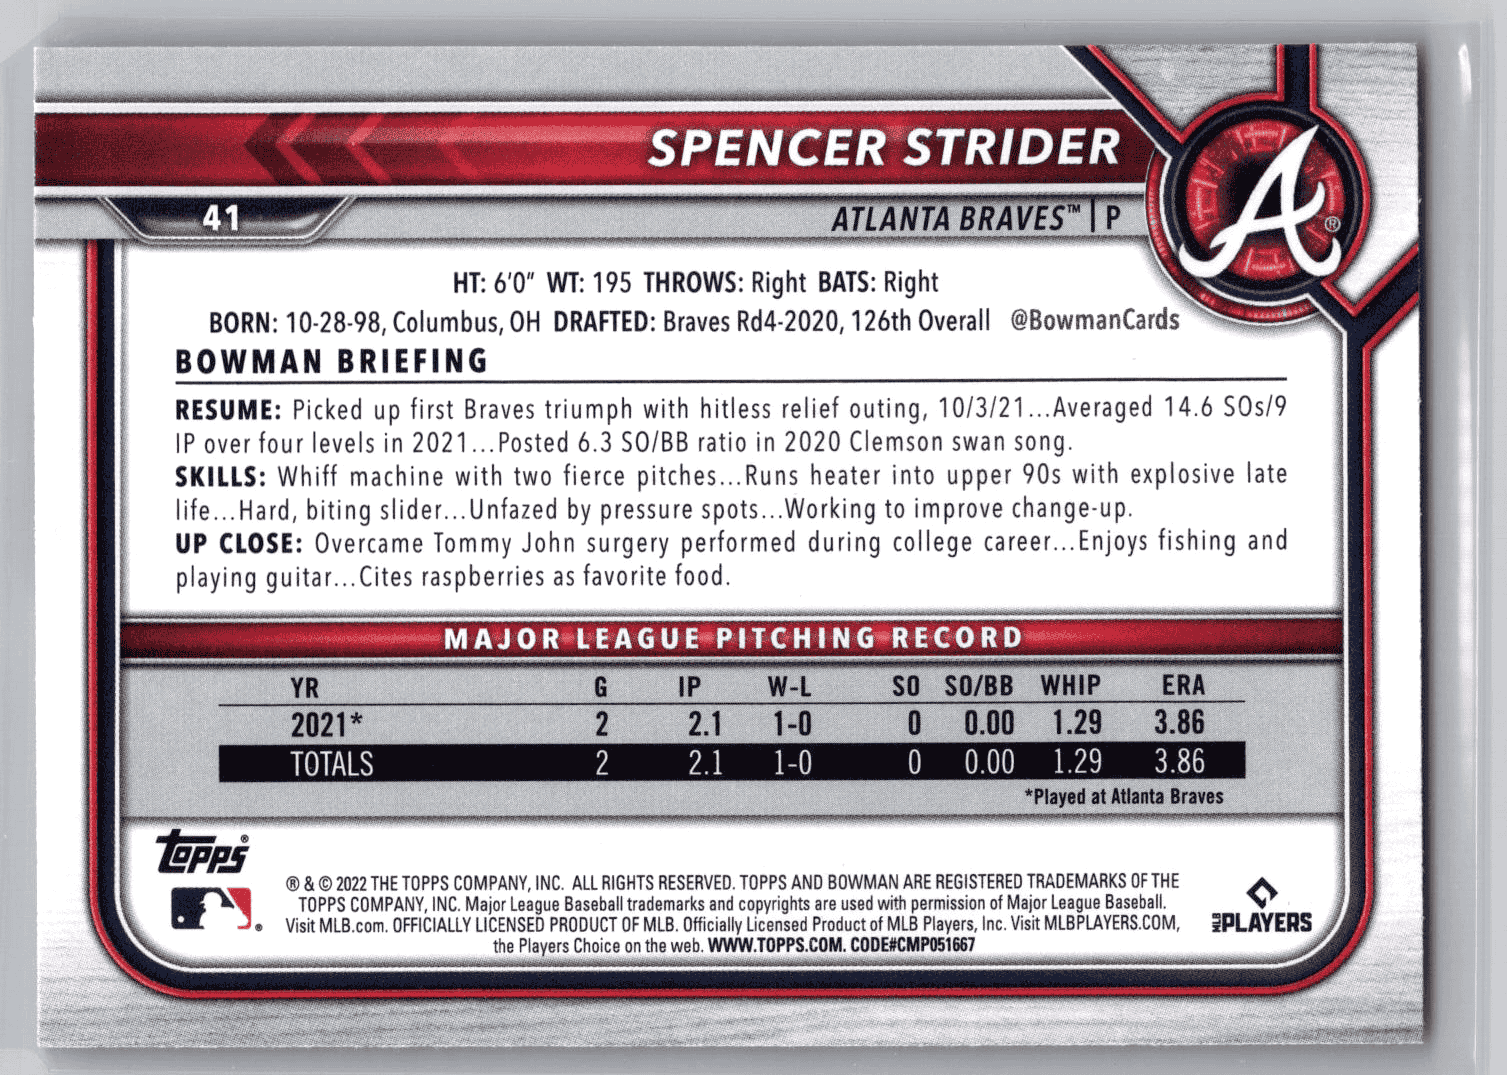 SPENCER STRIDER
41
ATLANTA BRAVES™ | P
A ®
HT: 6'0" WT: 195 THROWS: Right BATS: Right
BORN: 10-28-98, Columbus, OH DRAFTED: Braves Rd4-2020, 126th Overall @BowmanCards
BOWMAN BRIEFING
RESUME: Picked up first Braves triumph with hitless relief outing, 10/3/21...Averaged 14.6 SOs/9
IP over four levels in 2021...Posted 6.3 SO/BB ratio in 2020 Clemson swan song.
SKILLS: Whiff machine with two fierce pitches...Runs heater into upper 90s with explosive late
life...Hard, biting slider...Unfazed by pressure spots...Working to improve change-up.
UP CLOSE: Overcame Tommy John surgery performed during college career...Enjoys fishing and
playing guitar...Cites raspberries as favorite food.
MAJOR LEAGUE PITCHING RECORD
YR G IP W-L SO SO/BB WHIP ERA
2021* 2 2.1 1-0 0 0.00 1.29 3.86
TOTALS 2 2.1 1-0 0 0.00 1.29 3.86
*Played at Atlanta Braves
Topps®
® & © 2022 THE TOPPS COMPANY, INC. ALL RIGHTS RESERVED. TOPPS AND BOWMAN ARE REGISTERED TRADEMARKS OF THE
TOPPS COMPANY, INC. Major League Baseball trademarks and copyrights are used with permission of Major League Baseball.
Visit MLB.com. OFFICIALLY LICENSED PRODUCT OF MLB. Officially Licensed Product of MLB Players, Inc. Visit MLBPLAYERS.COM,
the Players Choice on the web. WWW.TOPPS.COM. CODE#CMP051667
MLB PLAYERS